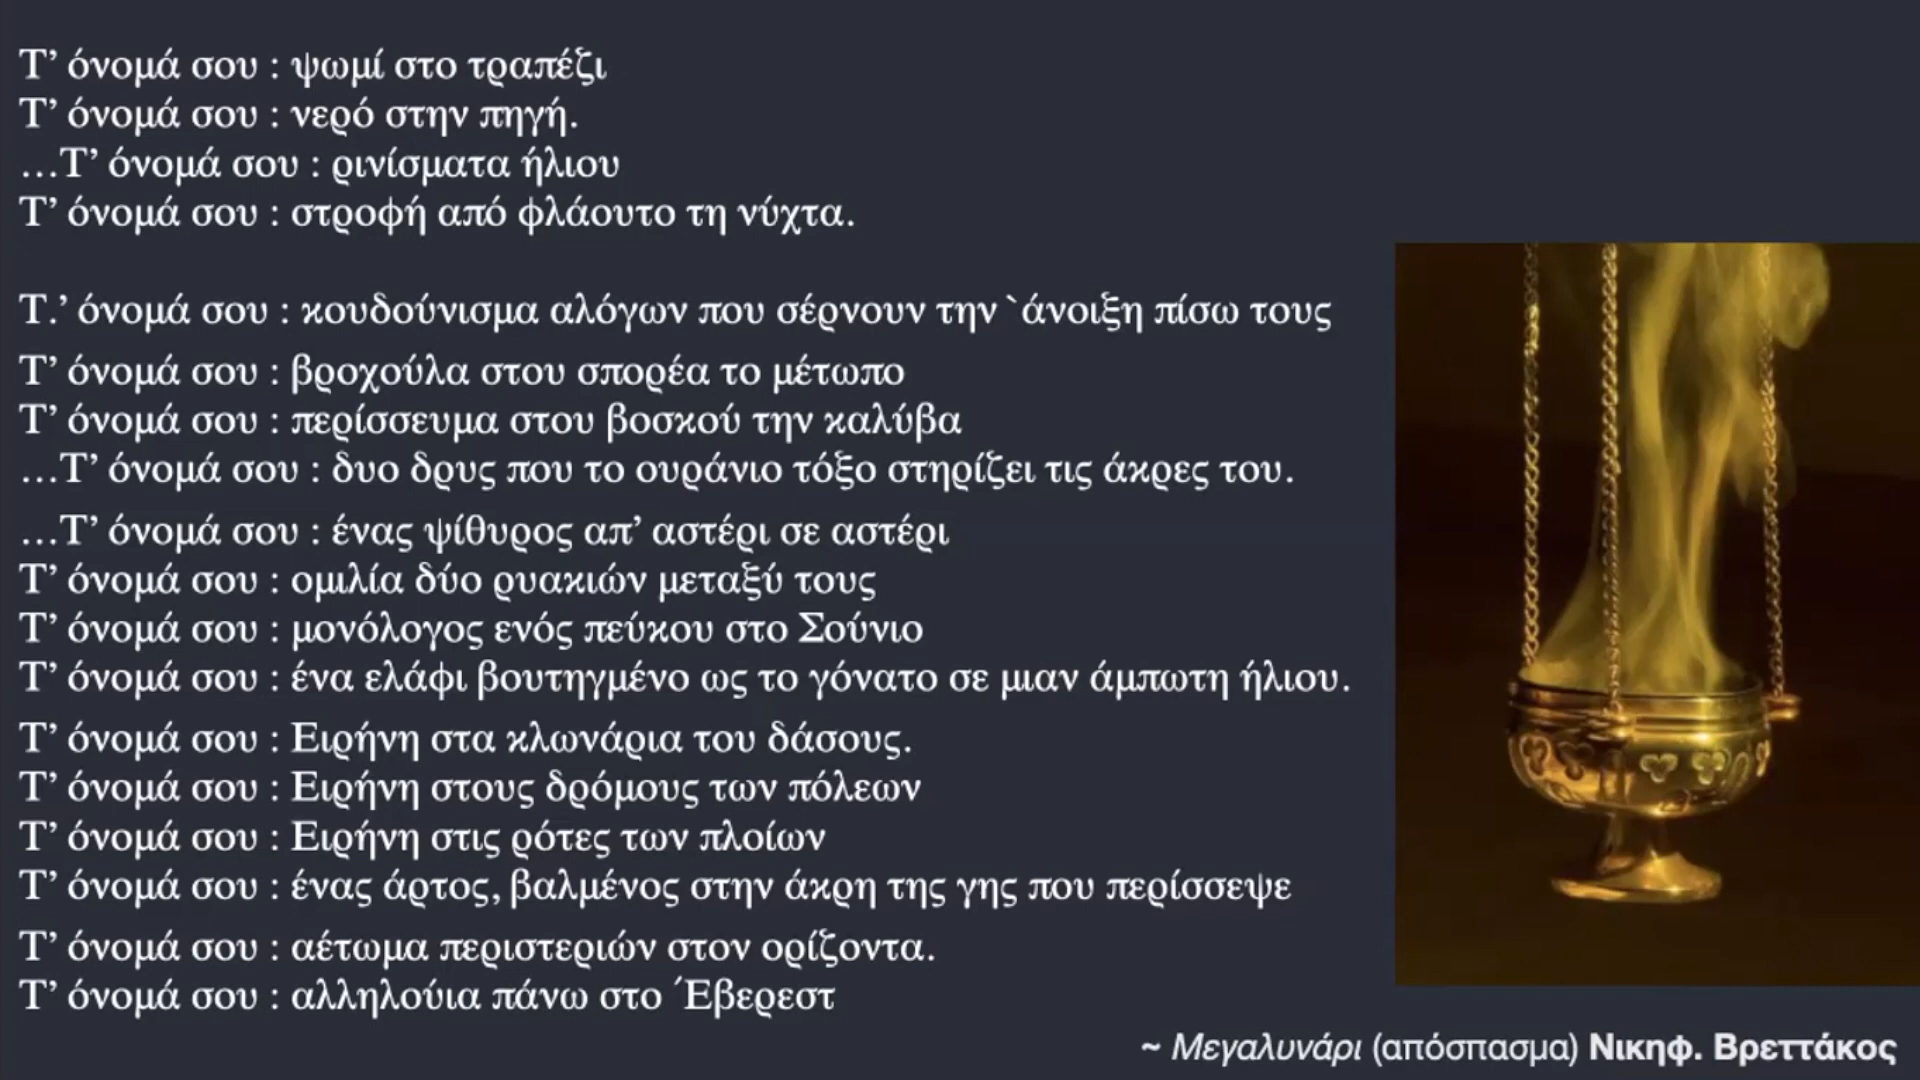 Τ’ όνομά σου : ψωμί στο τραπέζι
Τ’ όνομά σου : νερό στην πηγή.
…Τ’ όνομά σου : ρινίσματα ήλιου
Τ’ όνομά σου : στροφή από φλάουτο τη νύχτα.
Τ.’ όνομά σου : κουδούνισμα αλόγων που σέρνουν την `άνοιξη πίσω τους
Τ’ όνομά σου : βροχούλα στου σπορέα το μέτωπο
Τ’ όνομά σου : περίσσευμα στου βοσκού την καλύβα
…Τ’ όνομά σου : δυο δρυς που το ουράνιο τόξο στηρίζει τις άκρες του.
…Τ’ όνομά σου : ένας ψίθυρος απ’ αστέρι σε αστέρι
Τ’ όνομά σου : ομιλία δύο ρυακιών μεταξύ τους
Τ’ όνομά σου : μονόλογος ενός πεύκου στο Σούνιο
Τ’ όνομά σου : ένα ελάφι βουτηγμένο ως το γόνατο σε μιαν άμπωτη ήλιου.
Τ’ όνομά σου : Ειρήνη στα κλωνάρια του δάσους.
Τ’ όνομά σου : Ειρήνη στους δρόμους των πόλεων
Τ’ όνομά σου : Ειρήνη στις ρότες των πλοίων
Τ’ όνομά σου : ένας άρτος, βαλμένος στην άκρη της γης που περίσσεψε
Τ’ όνομά σου : αέτωμα περιστεριών στον ορίζοντα.
Τ’ όνομά σου : αλληλούια πάνω στο ΄Εβερεστ
~ Μεγαλυνάρι (απόσπασμα) Νικηφ. Βρεττάκος